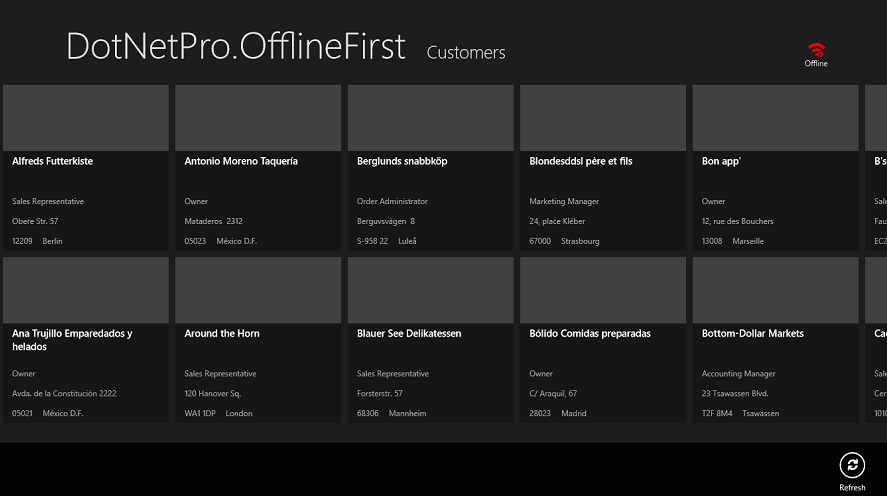 DotNetPro.OfflineFirst Customers
Offline
Alfreds Futterkiste
Sales Representative
Obere Str. 57
12209 Berlin
Antonio Moreno Taquería
Owner
Mataderos 2312
05023 México D.F.
Berglunds snabbköp
Order Administrator
Berguvsvägen 8
S-958 22 Luleå
Blondesddsl père et fils
Marketing Manager
24, place Kléber
67000 Strasbourg
Bon app'
Owner
12, rue des Bouchers
13008 Marseille
B's
Sale
Fau
EC2
Ana Trujillo Emparedados y
helados
Owner
Avda. de la Constitución 2222
05021 México D.F.
Around the Horn
Sales Representative
120 Hanover Sq.
WA1 1DP London
Blauer See Delikatessen
Sales Representative
Forsterstr. 57
68306 Mannheim
Bólido Comidas preparadas
Owner
C/ Araquil, 67
28023 Madrid
Bottom-Dollar Markets
Accounting Manager
23 Tsawassen Blvd.
T2F 8M4 Tsawassen
Cac
Sale
Cer
1010
Refresh